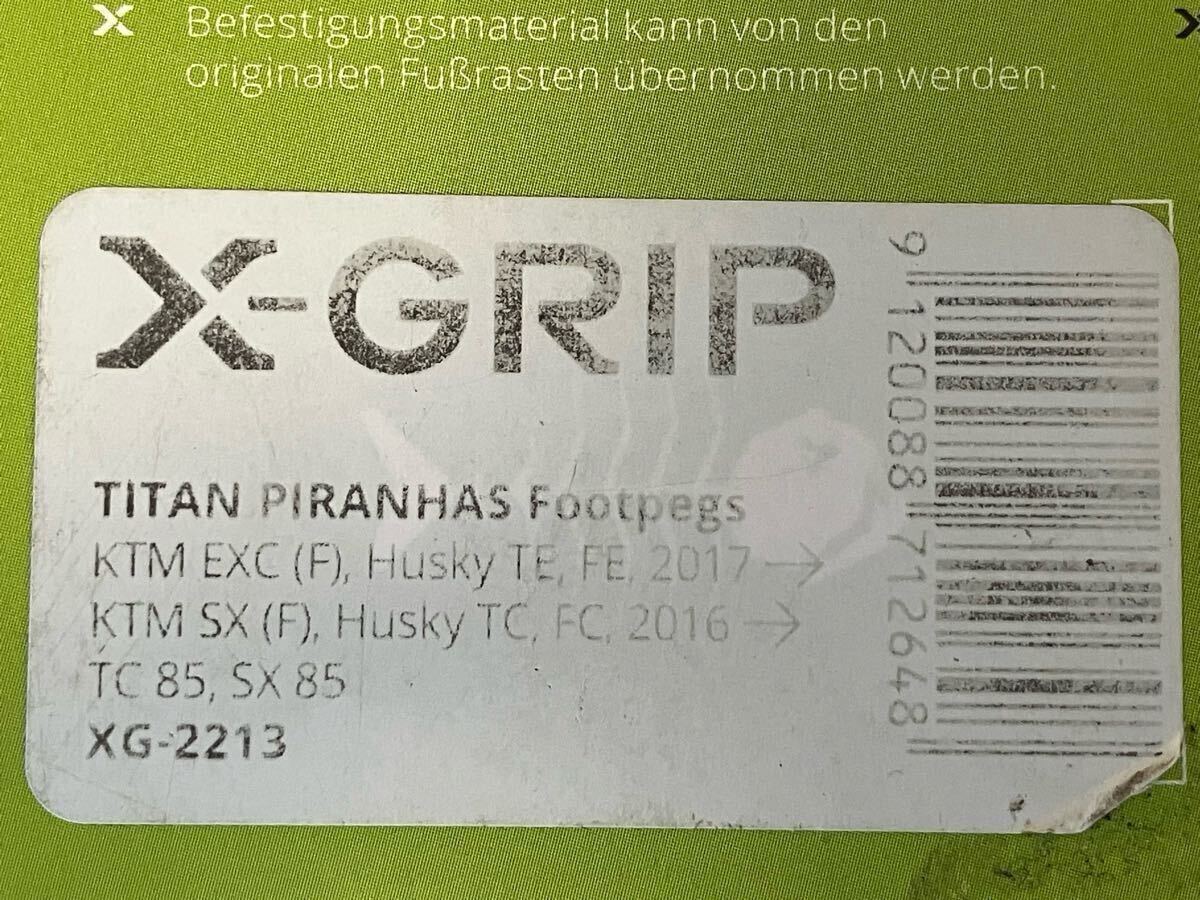 Befestigungsmaterial kann von den
originalen Fußrasten übernommen werden.
X-GRIP
TITAN PIRANHAS Footpegs
KTM EXC (F), Husky TE, FE, 2017 →
KTM SX (F), Husky TC, FC, 2016 →
TC 85, SX 85
XG-2213
9 120088 712648